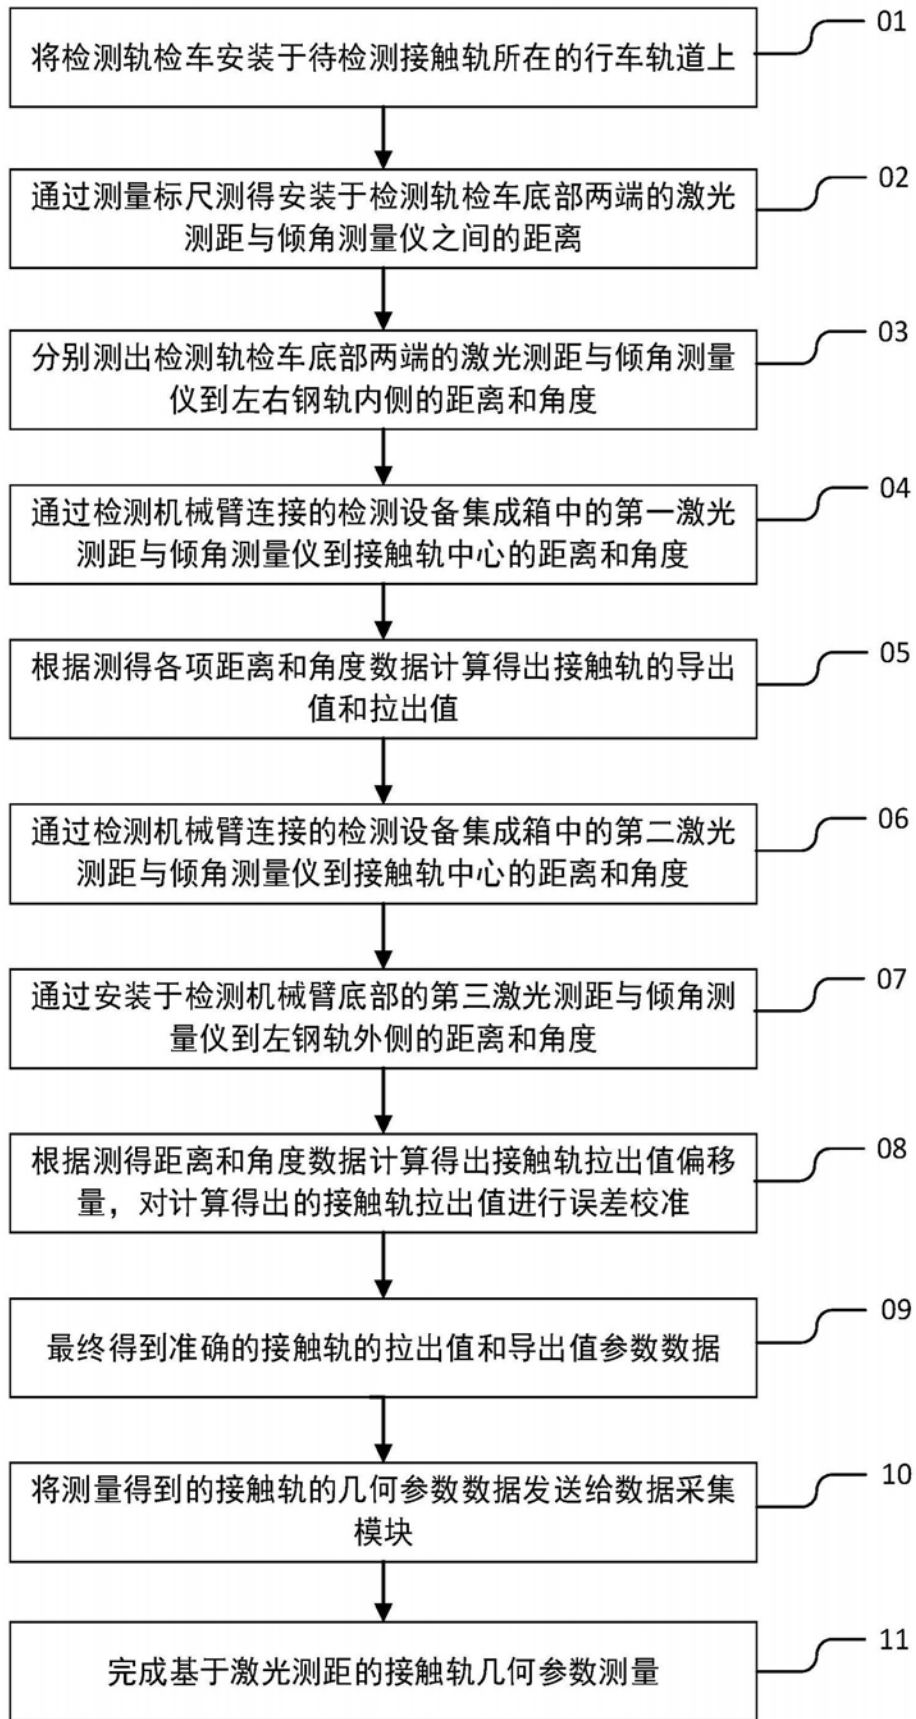 将检测轨检车安装于待检测接触轨所在的行车轨道上
01
通过测量标尺测得安装于检测轨检车底部两端的激光
测距与倾角测量仪之间的距离
02
分别测出检测轨检车底部两端的激光测距与倾角测量
仪到左右钢轨内侧的距离和角度
03
通过检测机械臂连接的检测设备集成箱中的第一激光
测距与倾角测量仪到接触轨中心的距离和角度
04
根据测得各项距离和角度数据计算得出接触轨的导出
值和拉出值
05
通过检测机械臂连接的检测设备集成箱中的第二激光
测距与倾角测量仪到接触轨中心的距离和角度
06
通过安装于检测机械臂底部的第三激光测距与倾角测
量仪到左钢轨外侧的距离和角度
07
根据测得距离和角度数据计算得出接触轨拉出值偏移
量，对计算得出的接触轨拉出值进行误差校准
08
最终得到准确的接触轨的拉出值和导出值参数数据
09
将测量得到的接触轨的几何参数数据发送给数据采集
模块
10
完成基于激光测距的接触轨几何参数测量
11